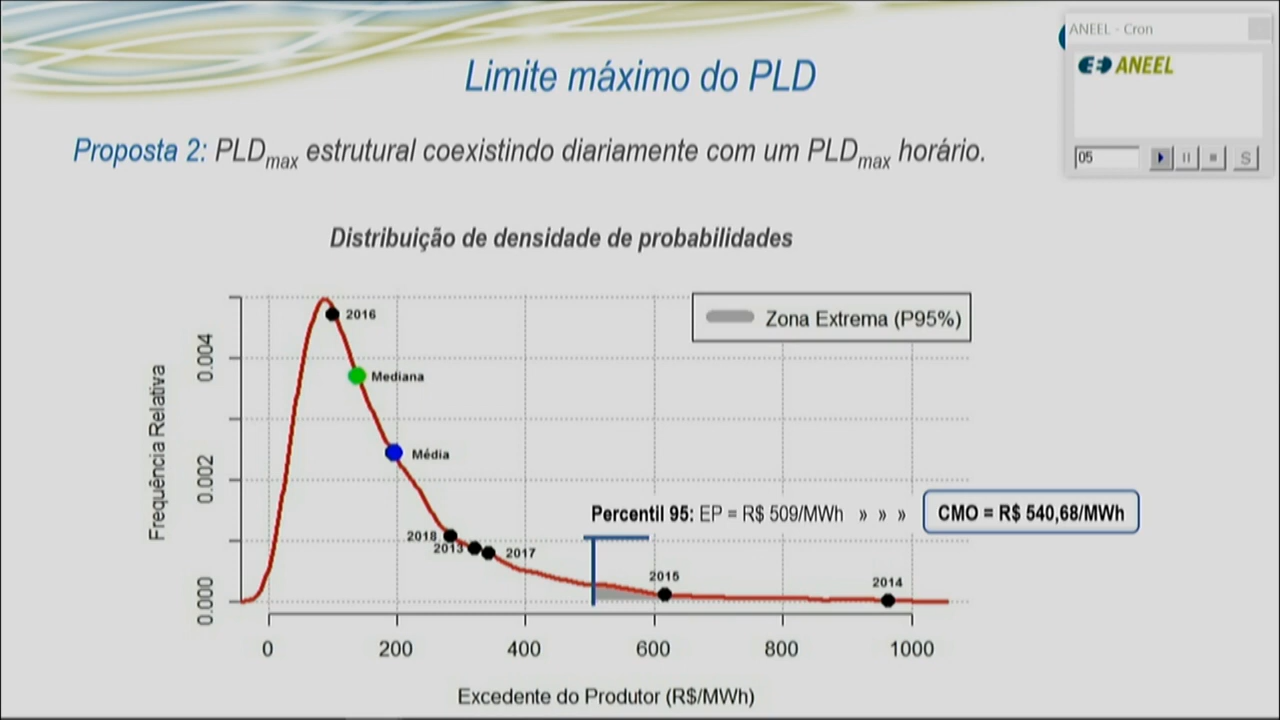 ANEEL - Cron
ANEEL
05
S
Limite máximo do PLD
Proposta 2: PLDmax estrutural coexistindo diariamente com um PLDmax horário.
Distribuição de densidade de probabilidades
Zona Extrema (P95%)
Frequência Relativa
0.004
0.002
0.000
2016
Mediana
Média
2018
2013
2017
Percentil 95: EP = R$ 509/MWh » » »
CMO = R$ 540,68/MWh
2015
2014
0 200 400 600 800 1000
Excedente do Produtor (R$/MWh)